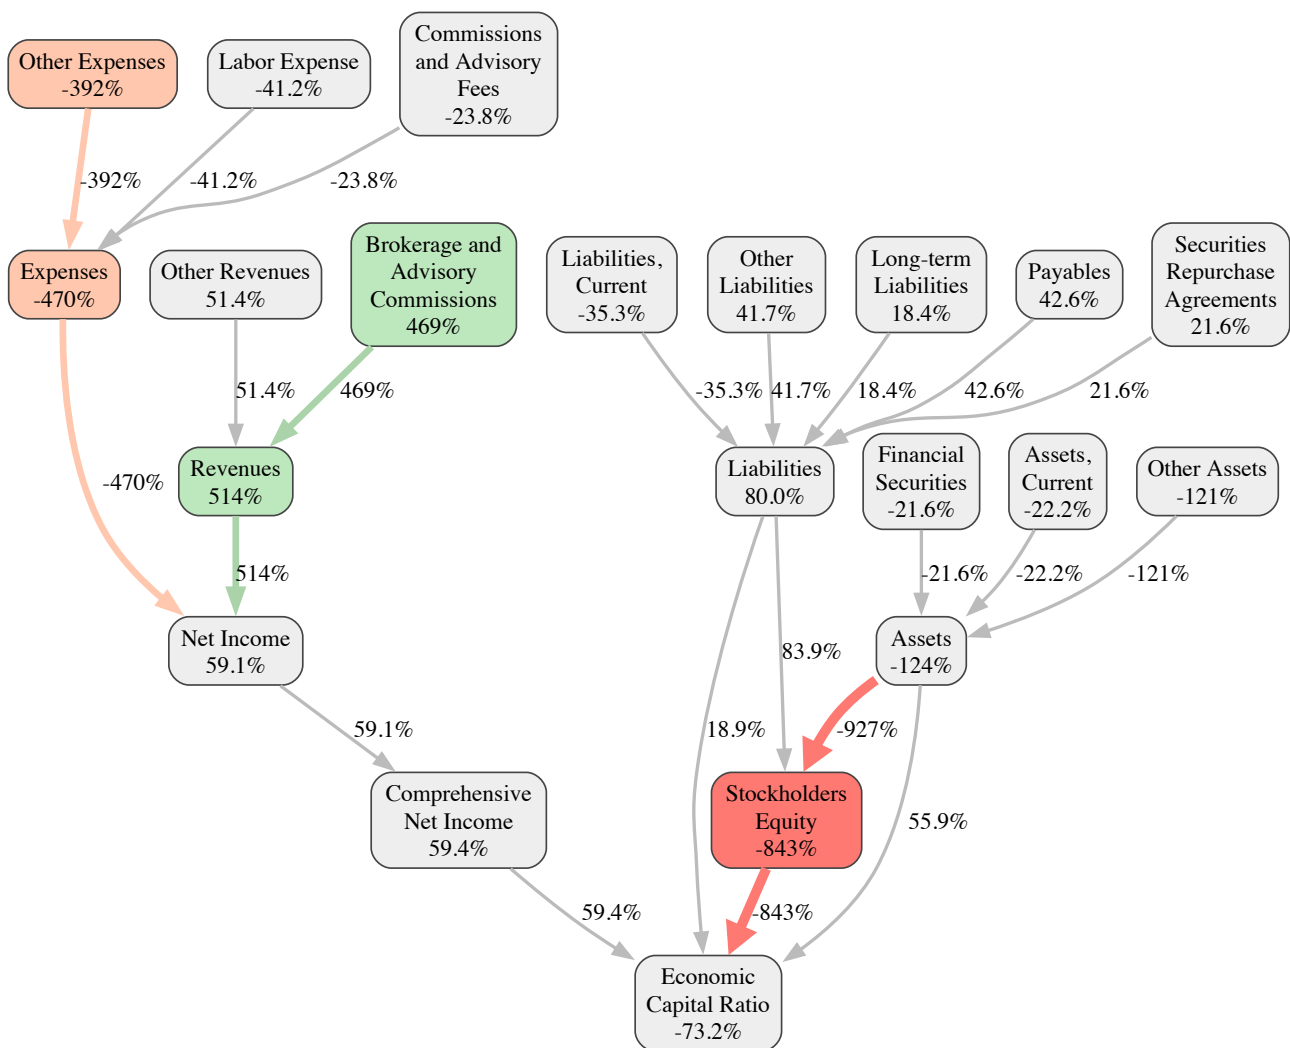 Other Expenses
-392%
Labor Expense
-41.2%
Commissions
and Advisory
Fees
-23.8%
-392%
-41.2%
-23.8%
Expenses
-470%
Other Revenues
51.4%
Brokerage and
Advisory
Commissions
469%
Liabilities,
Current
-35.3%
Other
Liabilities
41.7%
Long-term
Liabilities
18.4%
Payables
42.6%
Securities
Repurchase
Agreements
21.6%
51.4%
469%
-35.3%
41.7%
18.4%
42.6%
21.6%
-470%
Revenues
514%
Liabilities
80.0%
Financial
Securities
-21.6%
Assets,
Current
-22.2%
Other Assets
-121%
514%
-21.6%
-22.2%
-121%
Net Income
59.1%
83.9%
Assets
-124%
59.1%
18.9%
-927%
Comprehensive
Net Income
59.4%
Stockholders
Equity
-843%
55.9%
59.4%
-843%
Economic
Capital Ratio
-73.2%